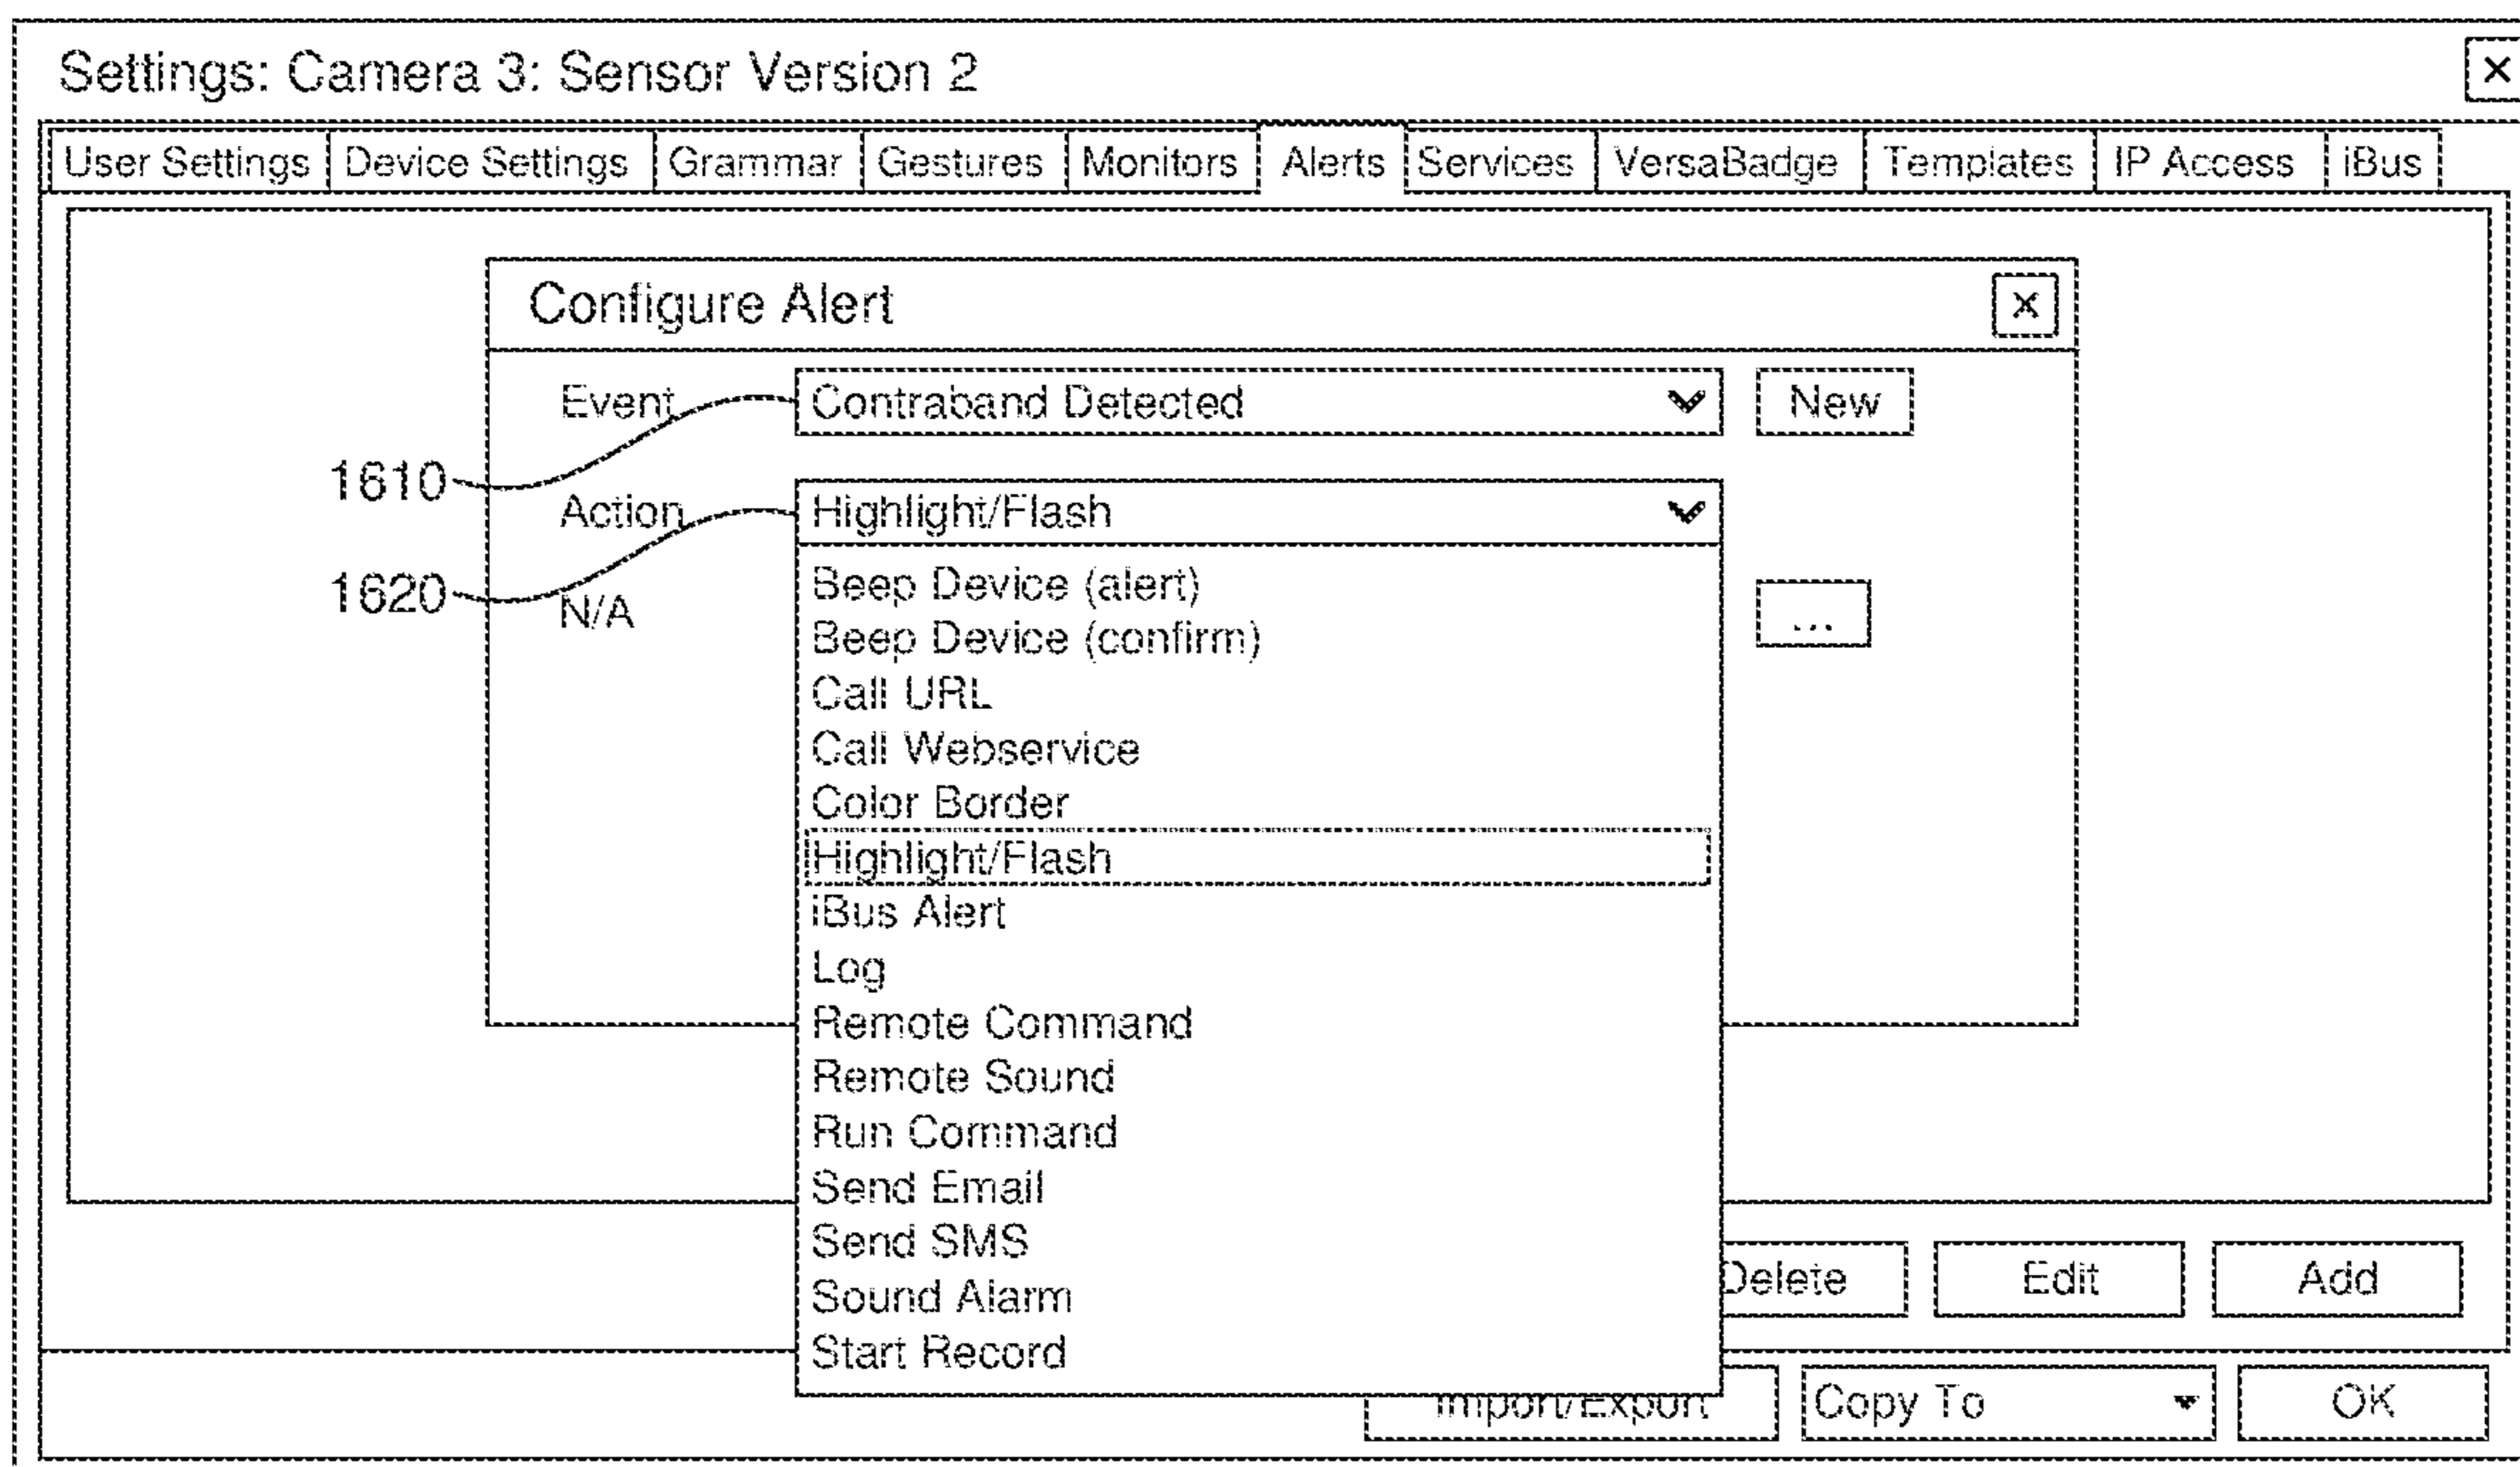 Settings: Camera 3: Sensor Version 2 X
User Settings Device Settings Grammar Gestures Monitors Alerts Services VersaBadge Templates IP Access iBus
Configure Alert X
Event Contraband Detected New
1610
Action Highlight/Flash
1620
N/A ...
Beep Device (alert)
Beep Device (confirm)
Call URL
Call Webservice
Color Border
Highlight/Flash
iBus Alert
Log
Remote Command
Remote Sound
Run Command
Send Email
Send SMS
Sound Alarm
Start Record
Delete Edit Add
Import/Export Copy To OK